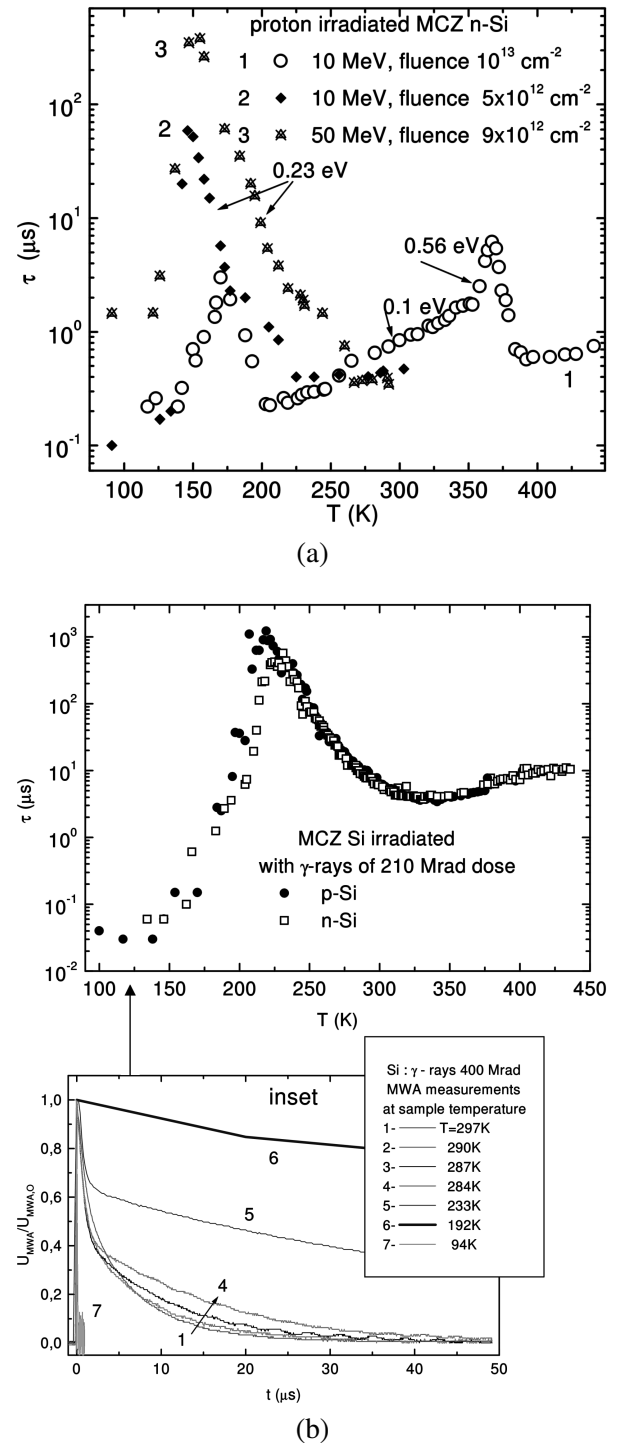 proton irradiated MCZ n-Si
1 10 MeV, fluence 10¹³ cm⁻²
2 10 MeV, fluence 5x10¹² cm⁻²
3 50 MeV, fluence 9x10¹² cm⁻²
3
2
0.23 eV
0.56 eV
0.1 eV
1
10²
10¹
10⁰
10⁻¹
τ (μs)
100 150 200 250 300 350 400
T (K)
(a)
10³
10²
10¹
10⁰
10⁻¹
10⁻²
τ (μs)
MCZ Si irradiated
with γ-rays of 210 Mrad dose
p-Si
n-Si
100 150 200 250 300 350 400 450
T (K)
inset
Si : γ - rays 400 Mrad
MWA measurements
at sample temperature
1- T=297K
2- 290K
3- 287K
4- 284K
5- 233K
6- 192K
7- 94K
1,0
0,8
0,6
0,4
0,2
0,0
U_MWA/U_MWA,0
6
5
4
1
7
0 10 20 30 40 50
t (μs)
(b)